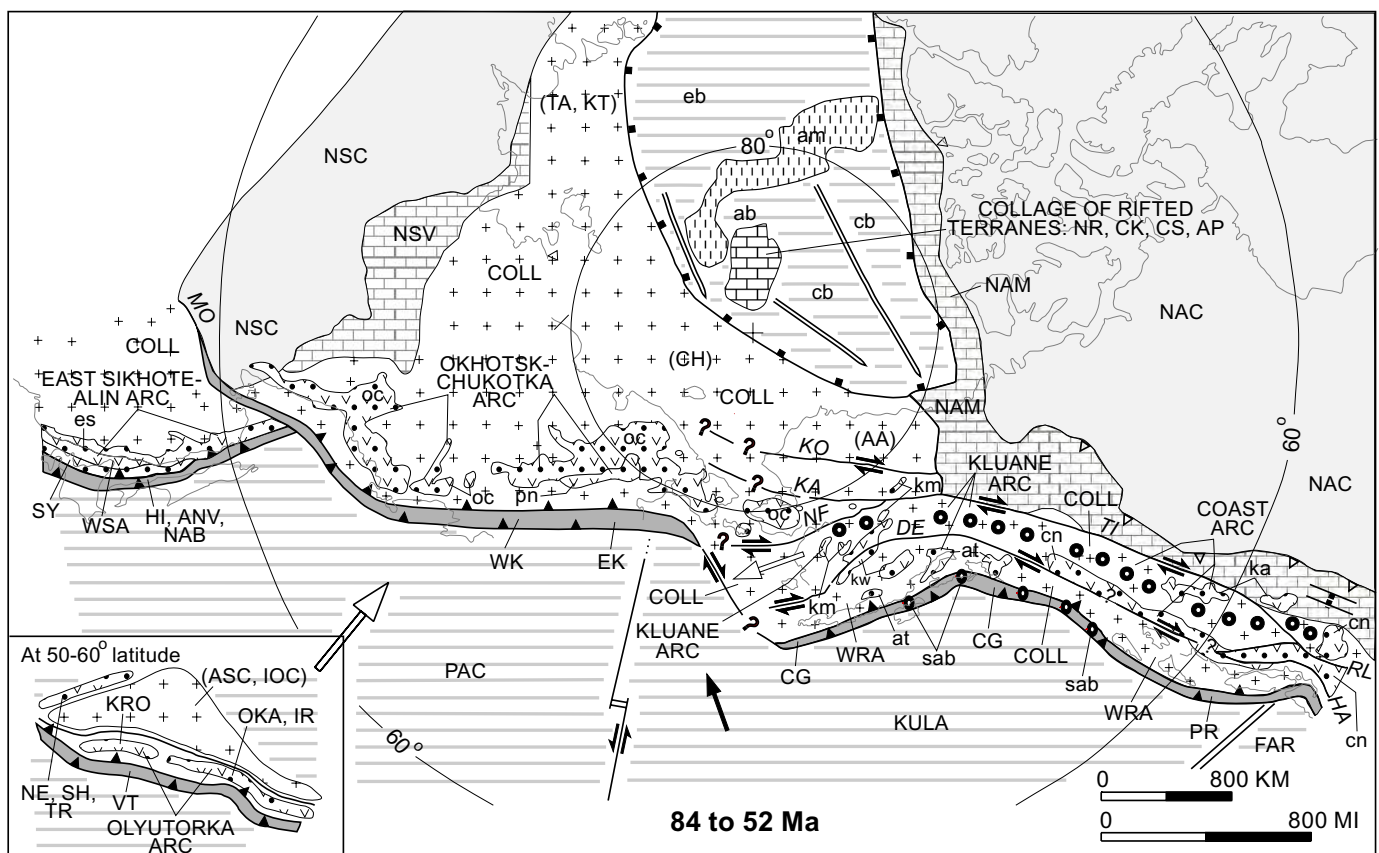 (TA, KT)
eb
NSC
am
80°
ab
cb
COLLAGE OF RIFTED
TERRANES: NR, CK, CS, AP
NSV
COLL
cb
NAM
NAC
MO
NSC
COLL
OKHOTSK-
CHUKOTKA
ARC
(CH)
EAST SIKHOTE-
ALIN ARC
es
oc
COLL
NAM
60°
oc
?
?
KO
(AA)
KLUANE
ARC
NAC
SY
WSA
HI, ANV,
NAB
oc
pn
?
KA
km
COLL
COAST
ARC
oc
NF
DE
TI
WK
EK
?
at
cn
ka
COLL
kw
km
?
cn
KLUANE
ARC
?
WRA
at
sab
CG
COLL
?
RL
CG
sab
WRA
PR
HA
cn
PAC
KULA
FAR
60°
At 50-60° latitude
(ASC, IOC)
KRO
OKA, IR
NE, SH,
TR
VT
OLYUTORKA
ARC
84 to 52 Ma
0 800 KM
0 800 MI